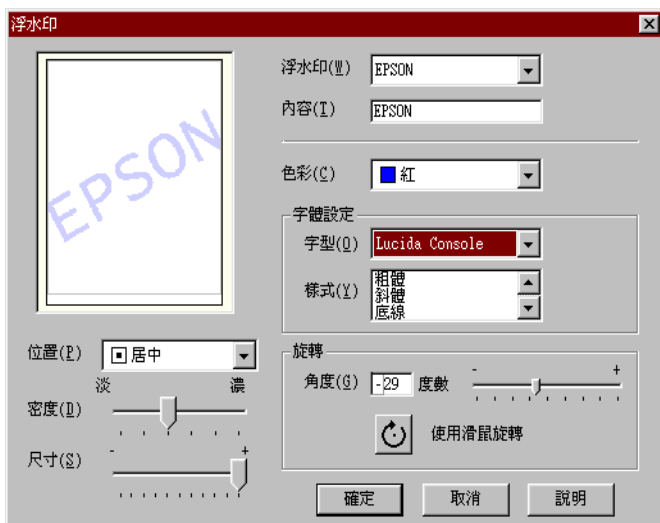 浮水印
浮水印(W)
EPSON
內容(I)
EPSON
EPSON
色彩(C)
紅
字體設定
字型(O)
Lucida Console
樣式(Y)
粗體
斜體
底線
位置(P)
居中
淡
濃
密度(D)
尺寸(S)
-
+
旋轉
角度(G)
-29
度數
-
+
使用滑鼠旋轉
確定
取消
說明